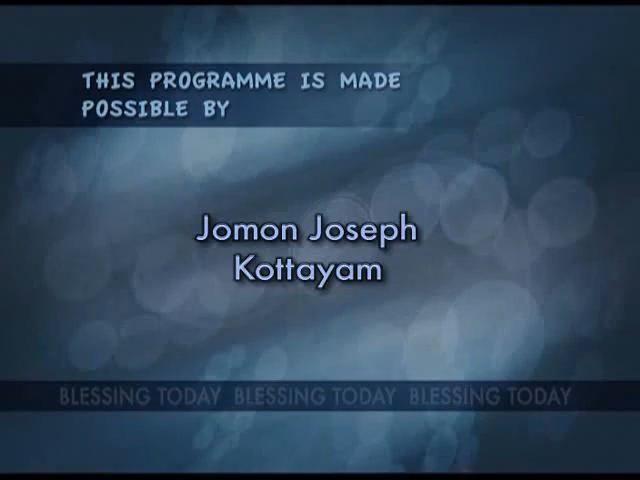 THIS PROGRAMME IS MADE
POSSIBLE BY
Jomon Joseph
Kottayam
BLESSING TODAY BLESSING TODAY BLESSING TODAY